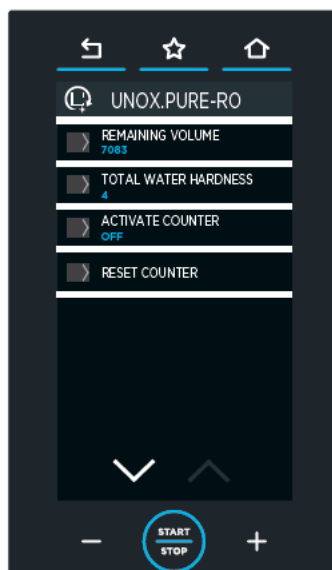 UNOX.PURE-RO
REMAINING VOLUME
7083
TOTAL WATER HARDNESS
4
ACTIVATE COUNTER
OFF
RESET COUNTER
START
STOP